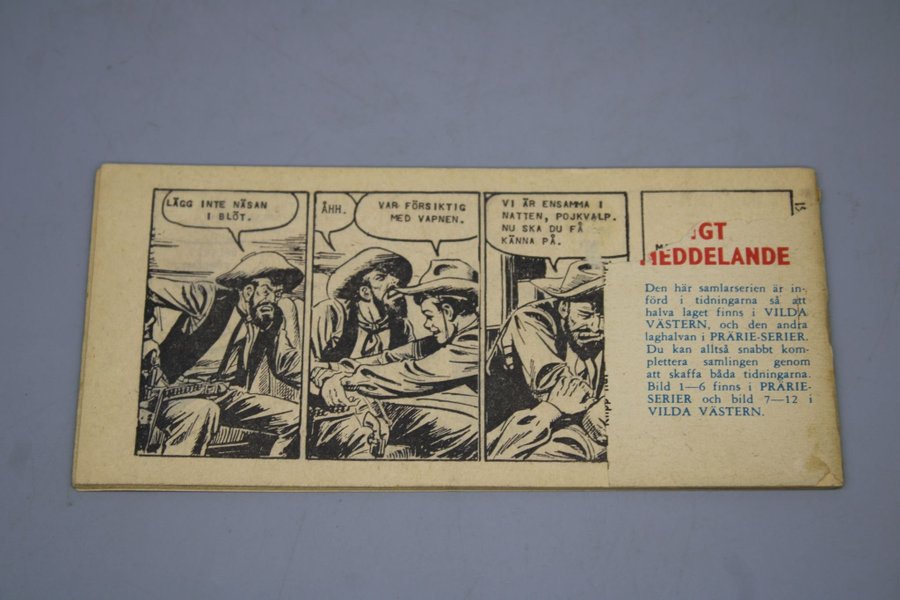 LÄGG INTE NÄSAN
I BLÖT.
ÅHH.
VAR FÖRSIKTIG
MED VAPNEN.
VI ÄR ENSAMMA I
NATTEN, POJKVALP.
NU SKA DU FÅ
KÄNNA PÅ.
51
IGT
MEDDELANDE
Den här samlarserien är in-
förd i tidningarna så att
halva laget finns i VILDA
VÄSTERN, och den andra
laghalvan i PRÄRIE-SERIER.
Du kan alltså snabbt kom-
plettera samlingen genom
att skaffa båda tidningarna.
Bild 1—6 finns i PRÄRIE-
SERIER och bild 7—12 i
VILDA VÄSTERN.